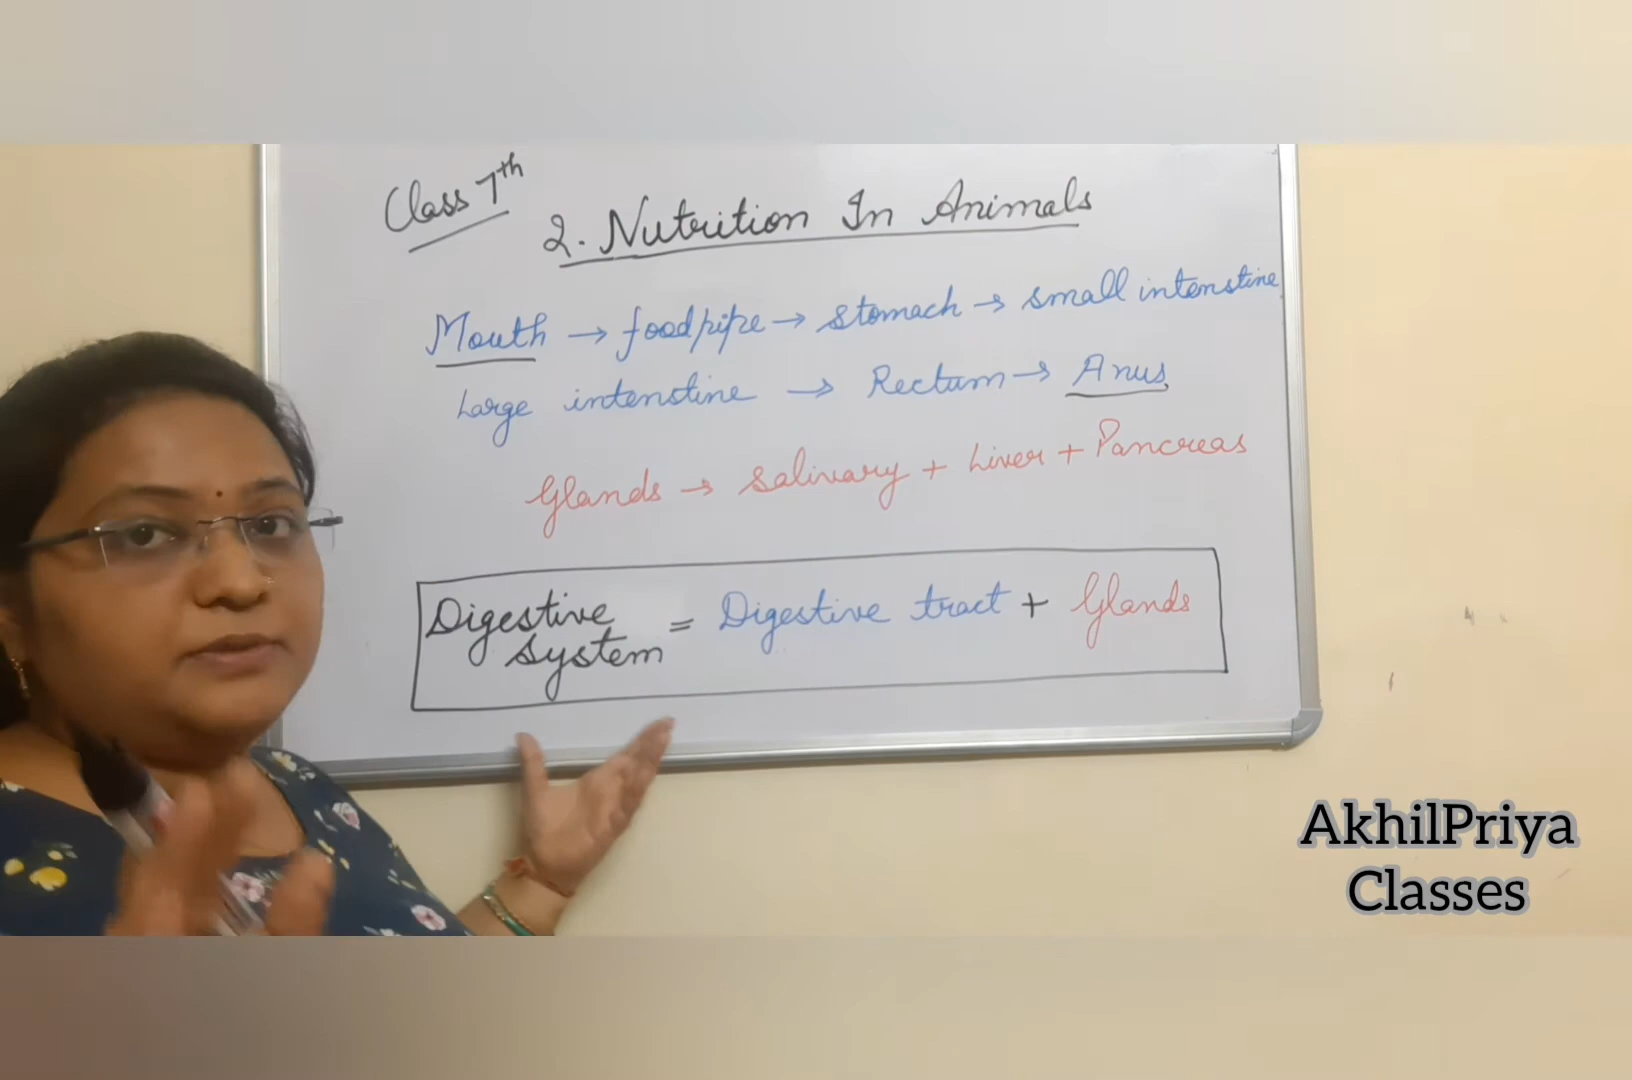 Class 7th
2. Nutrition In Animals
Mouth → foodpipe → stomach → small intenstine
Large intenstine → Rectum → Anus
Glands → Salivary + Liver + Pancreas
Digestive System = Digestive tract + Glands
AkhilPriya
Classes